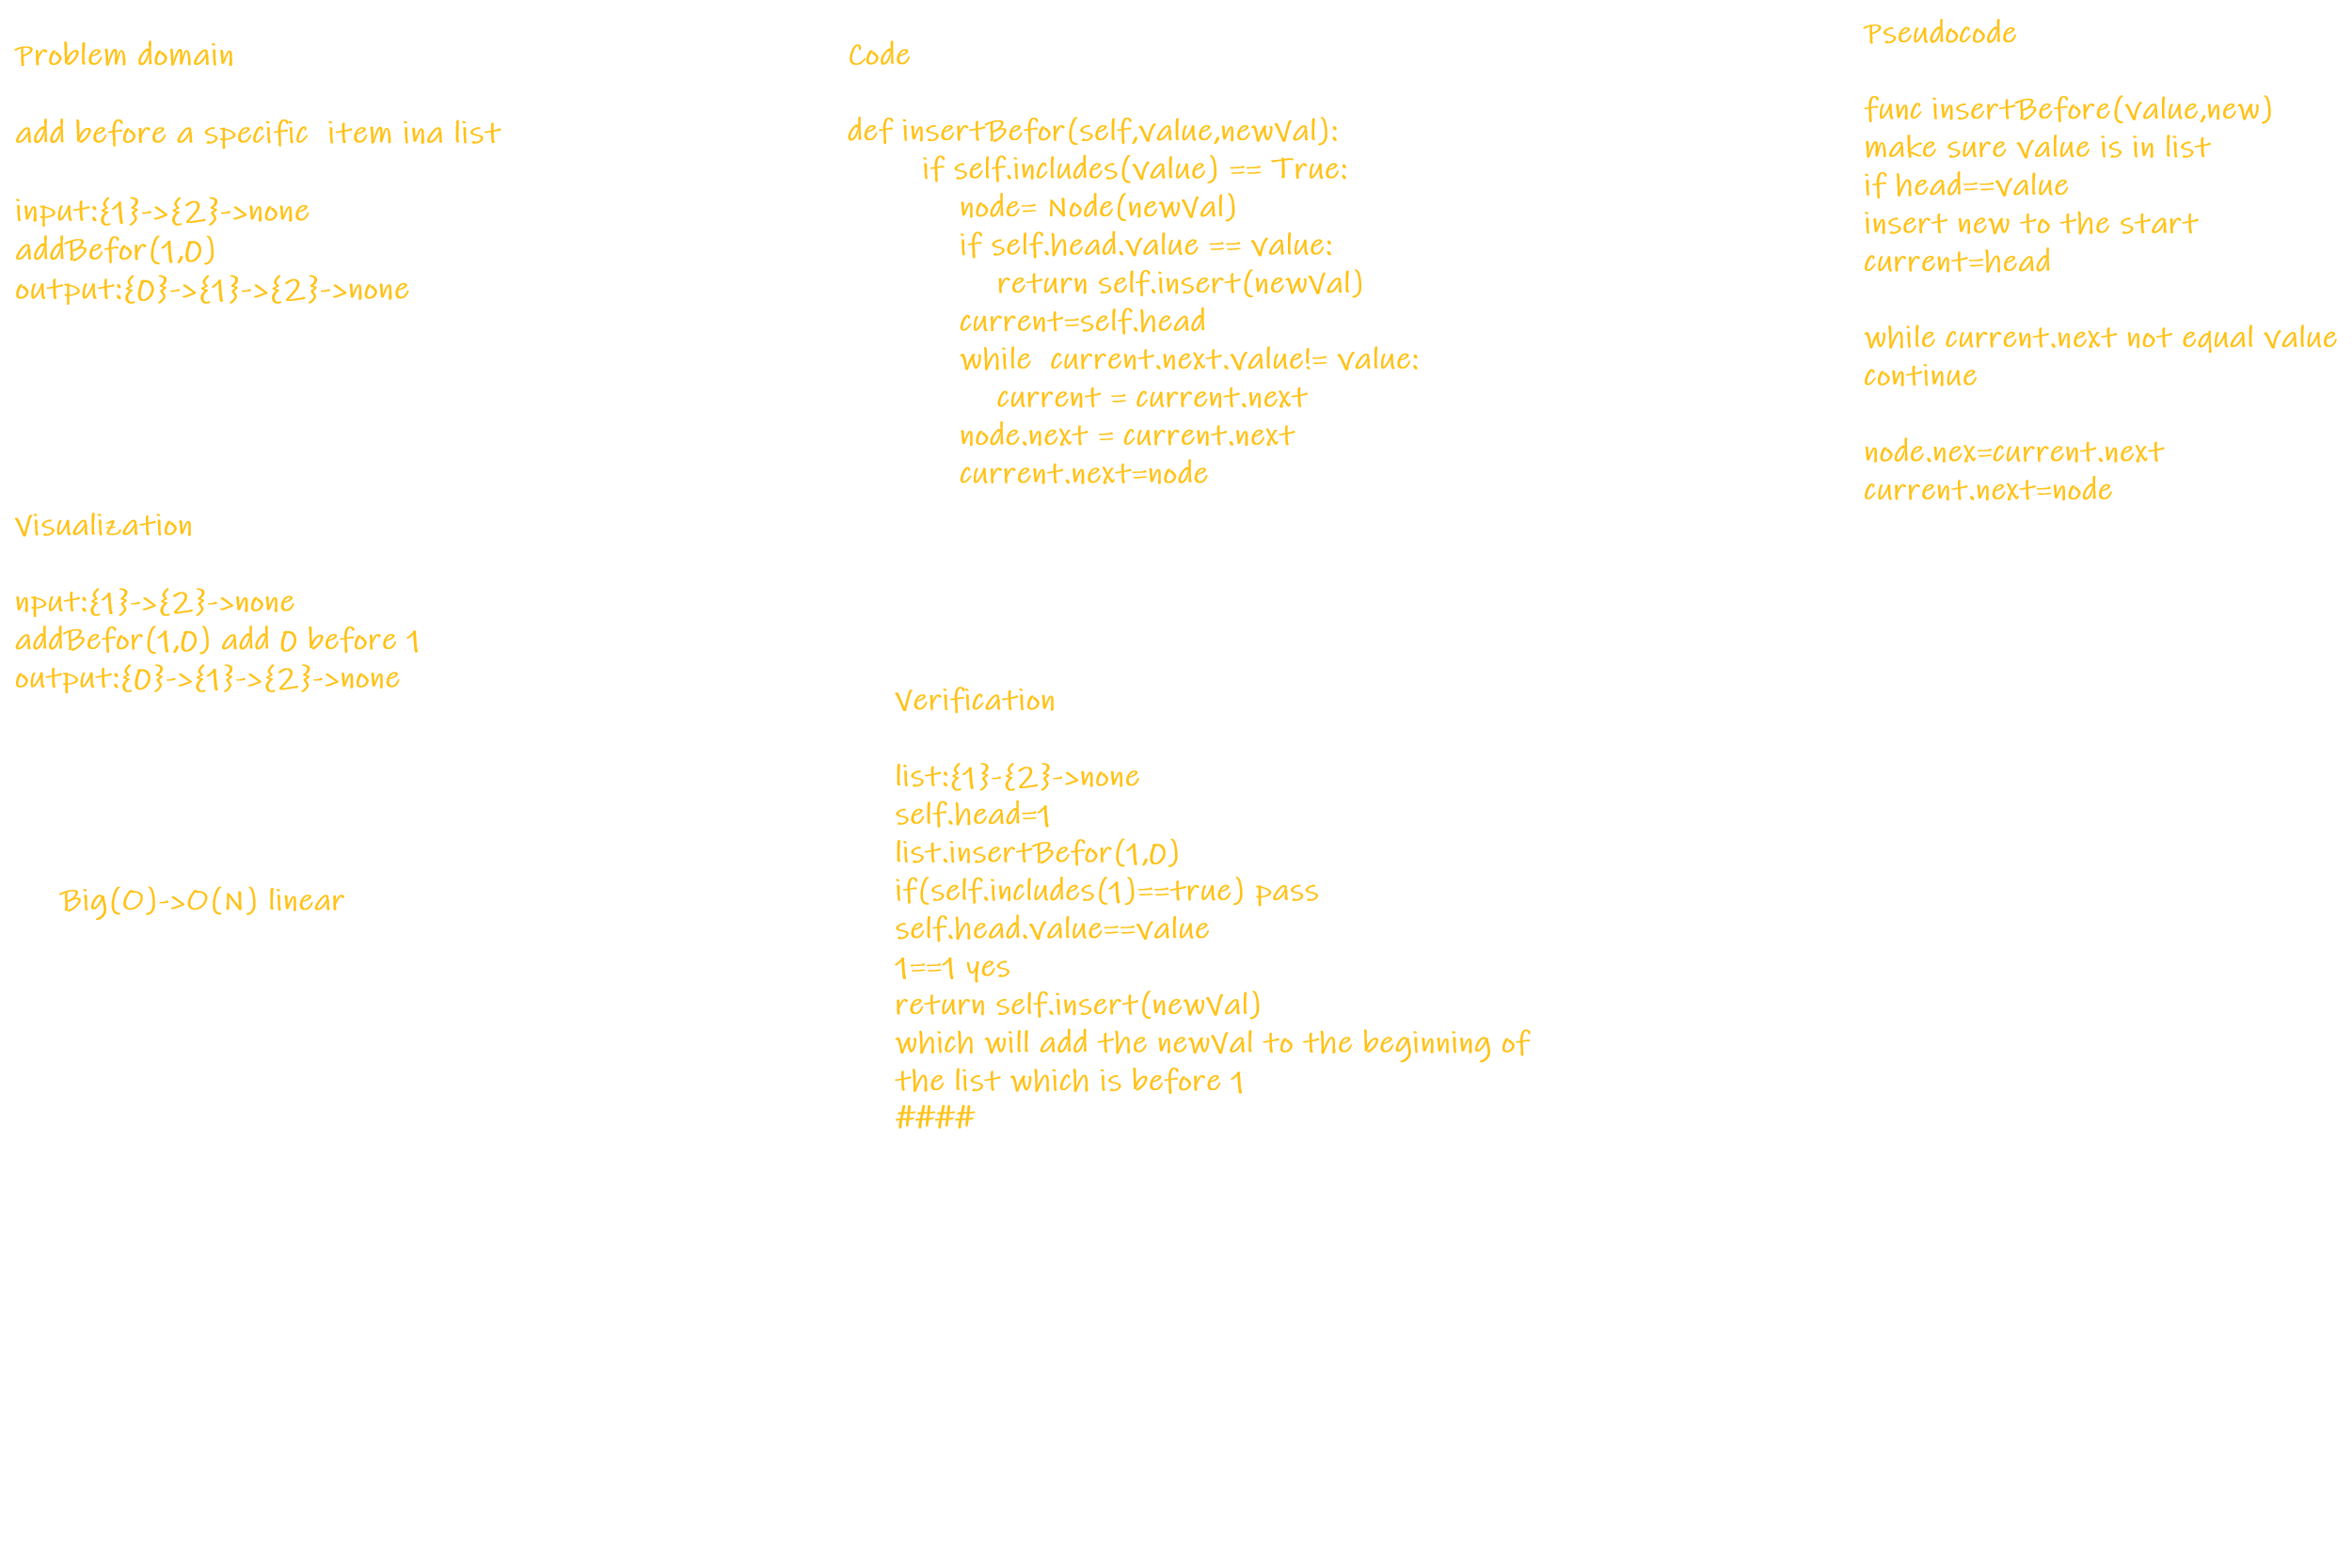 Problem domain
add before a specific  item ina list
input:{1}->{2}->none
addBefor(1,0)
output:{0}->{1}->{2}->none
Visualization
nput:{1}->{2}->none
addBefor(1,0) add 0 before 1
output:{0}->{1}->{2}->none
Big(O)->O(N) linear
Code
def insertBefor(self,value,newVal):
if self.includes(value) == True:
node= Node(newVal)
if self.head.value == value:
return self.insert(newVal)
current=self.head
while  current.next.value!= value:
current = current.next
node.next = current.next
current.next=node
Verification
list:{1}-{2}->none
self.head=1
list.insertBefor(1,0)
if(self.includes(1)==true) pass
self.head.value==value
1==1 yes
return self.insert(newVal)
which will add the newVal to the beginning of
the list which is before 1
####
Pseudocode
func insertBefore(value,new)
make sure value is in list
if head==value
insert new to the start
current=head
while current.next not equal value
continue
node.nex=current.next
current.next=node